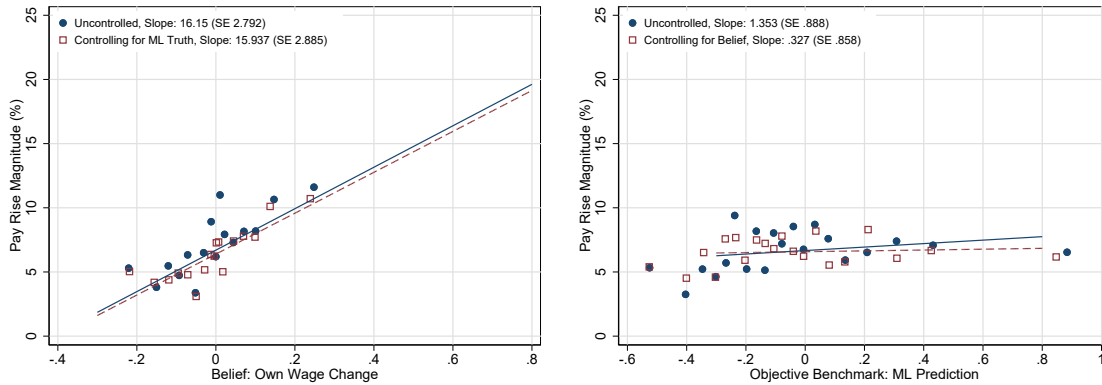 Uncontrolled, Slope: 16.15 (SE 2.792)
Controlling for ML Truth, Slope: 15.937 (SE 2.885)
Pay Rise Magnitude (%)
25
20
15
10
5
0
-.4 -.2 0 .2 .4 .6 .8
Belief: Own Wage Change
Uncontrolled, Slope: 1.353 (SE .888)
Controlling for Belief, Slope: .327 (SE .858)
Pay Rise Magnitude (%)
25
20
15
10
5
0
-.6 -.4 -.2 0 .2 .4 .6 .8 1
Objective Benchmark: ML Prediction